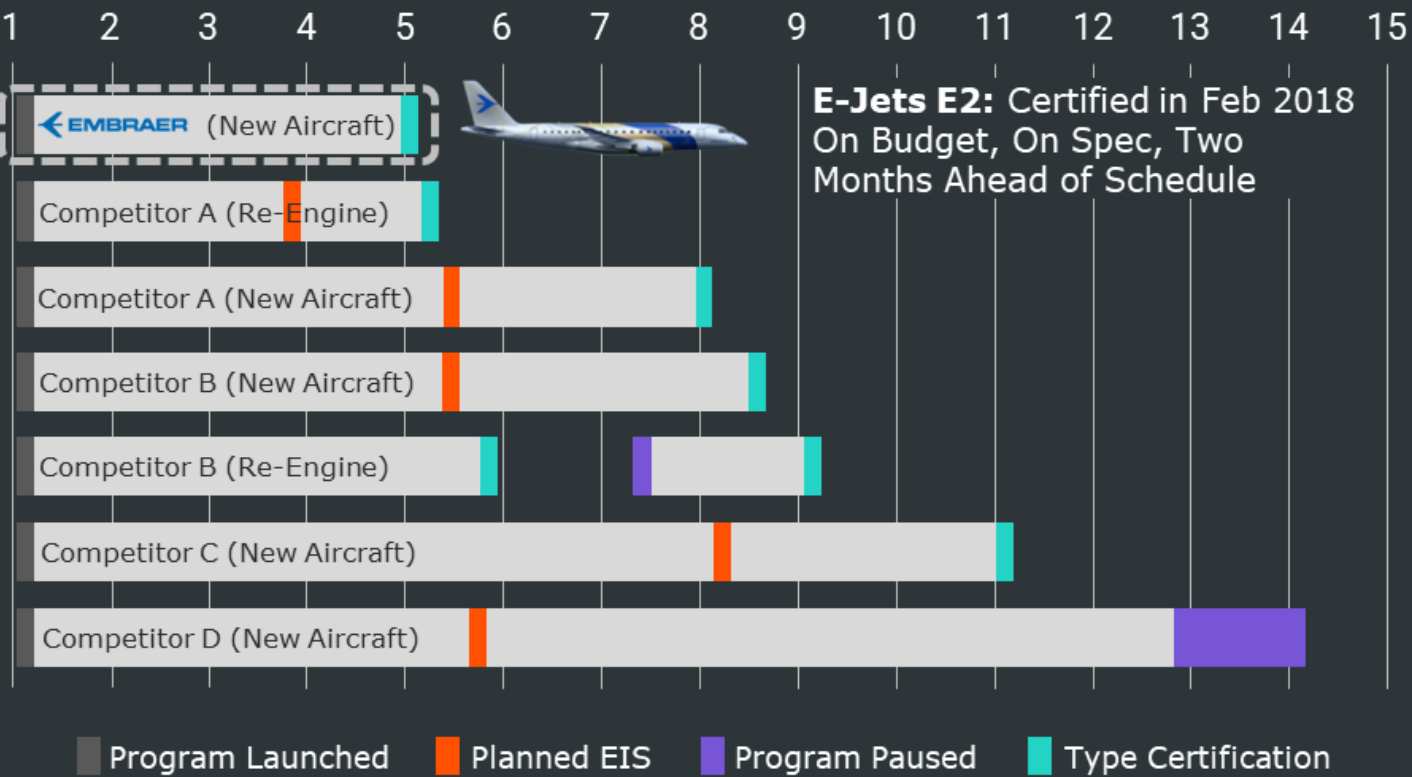 1 2 3 4 5 6 7 8 9 10 11 12 13 14 15
EMBRAER (New Aircraft)
E-Jets E2: Certified in Feb 2018
On Budget, On Spec, Two
Months Ahead of Schedule
Competitor A (Re-Engine)
Competitor A (New Aircraft)
Competitor B (New Aircraft)
Competitor B (Re-Engine)
Competitor C (New Aircraft)
Competitor D (New Aircraft)
Program Launched Planned EIS Program Paused Type Certification